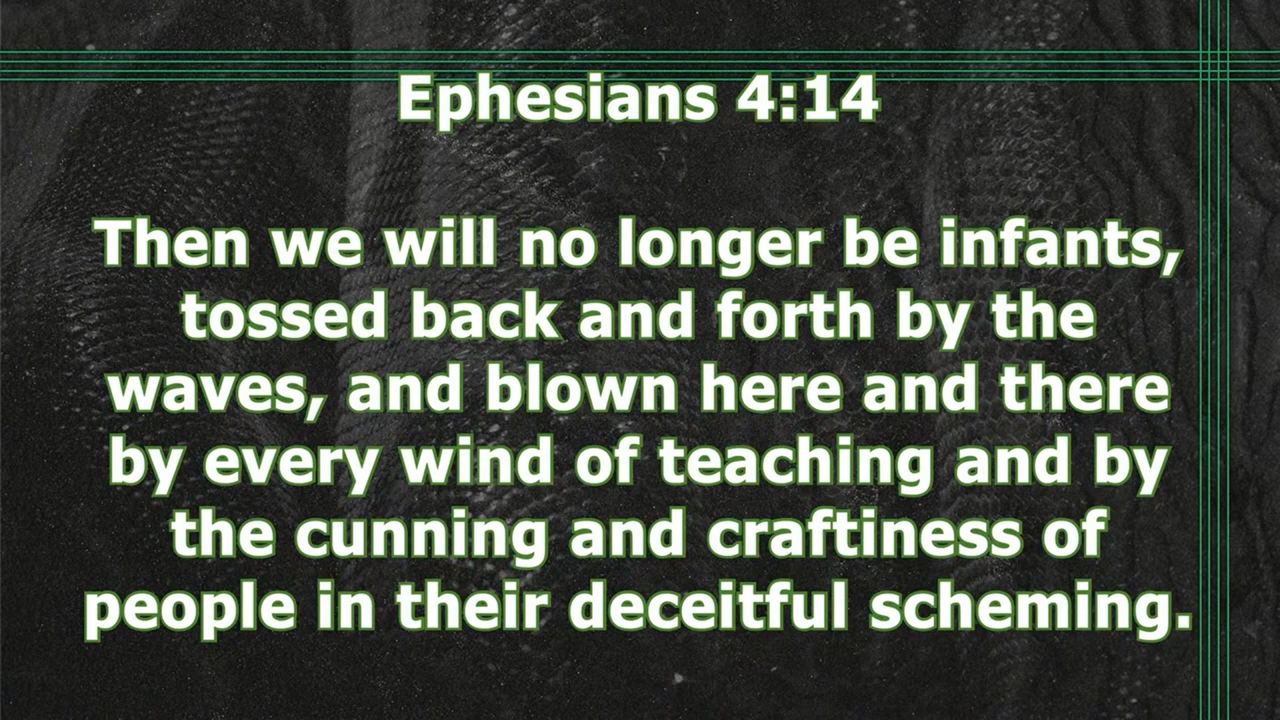 Ephesians 4:14
Then we will no longer be infants,
tossed back and forth by the
waves, and blown here and there
by every wind of teaching and by
the cunning and craftiness of
people in their deceitful scheming.